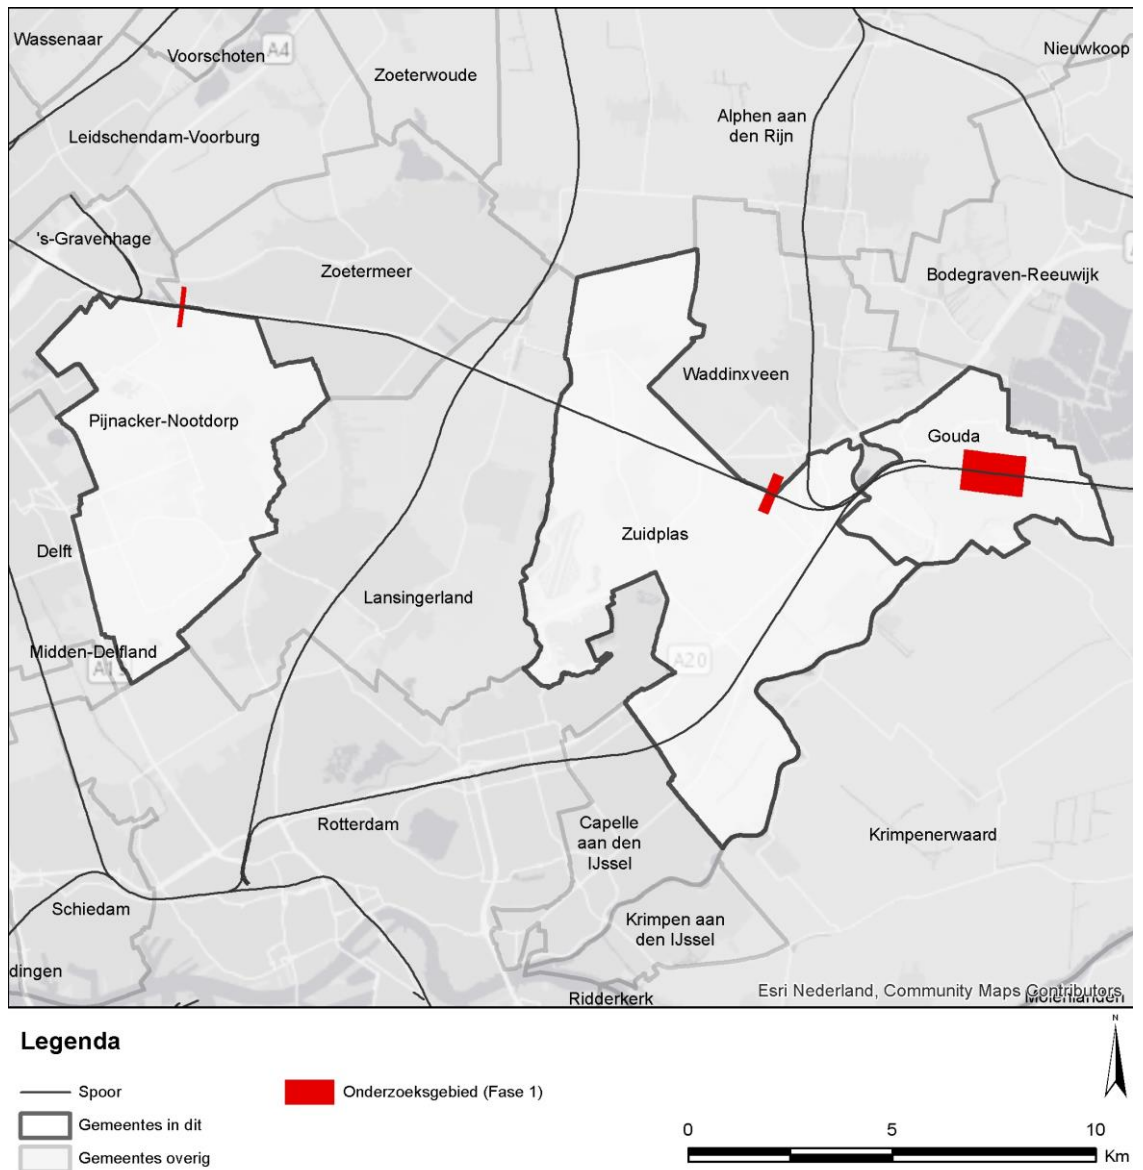 Wassenaar
Voorschoten
A4
Zoeterwoude
Nieuwkoop
Alphen aan
den Rijn
Leidschendam-Voorburg
's-Gravenhage
Zoetermeer
Bodegraven-Reeuwijk
Waddinxveen
Pijnacker-Nootdorp
Gouda
Zuidplas
Delft
Lansingerland
Midden-Delfland
A20
Rotterdam
Capelle
aan den
IJssel
Krimpenerwaard
Schiedam
Krimpen aan
den IJssel
dingen
Ridderkerk
Esri Nederland, Community Maps Contributors
Molenlanden
Legenda
N
Spoor
Onderzoeksgebied (Fase 1)
Gemeentes in dit
Gemeentes overig
0 5 10
Km